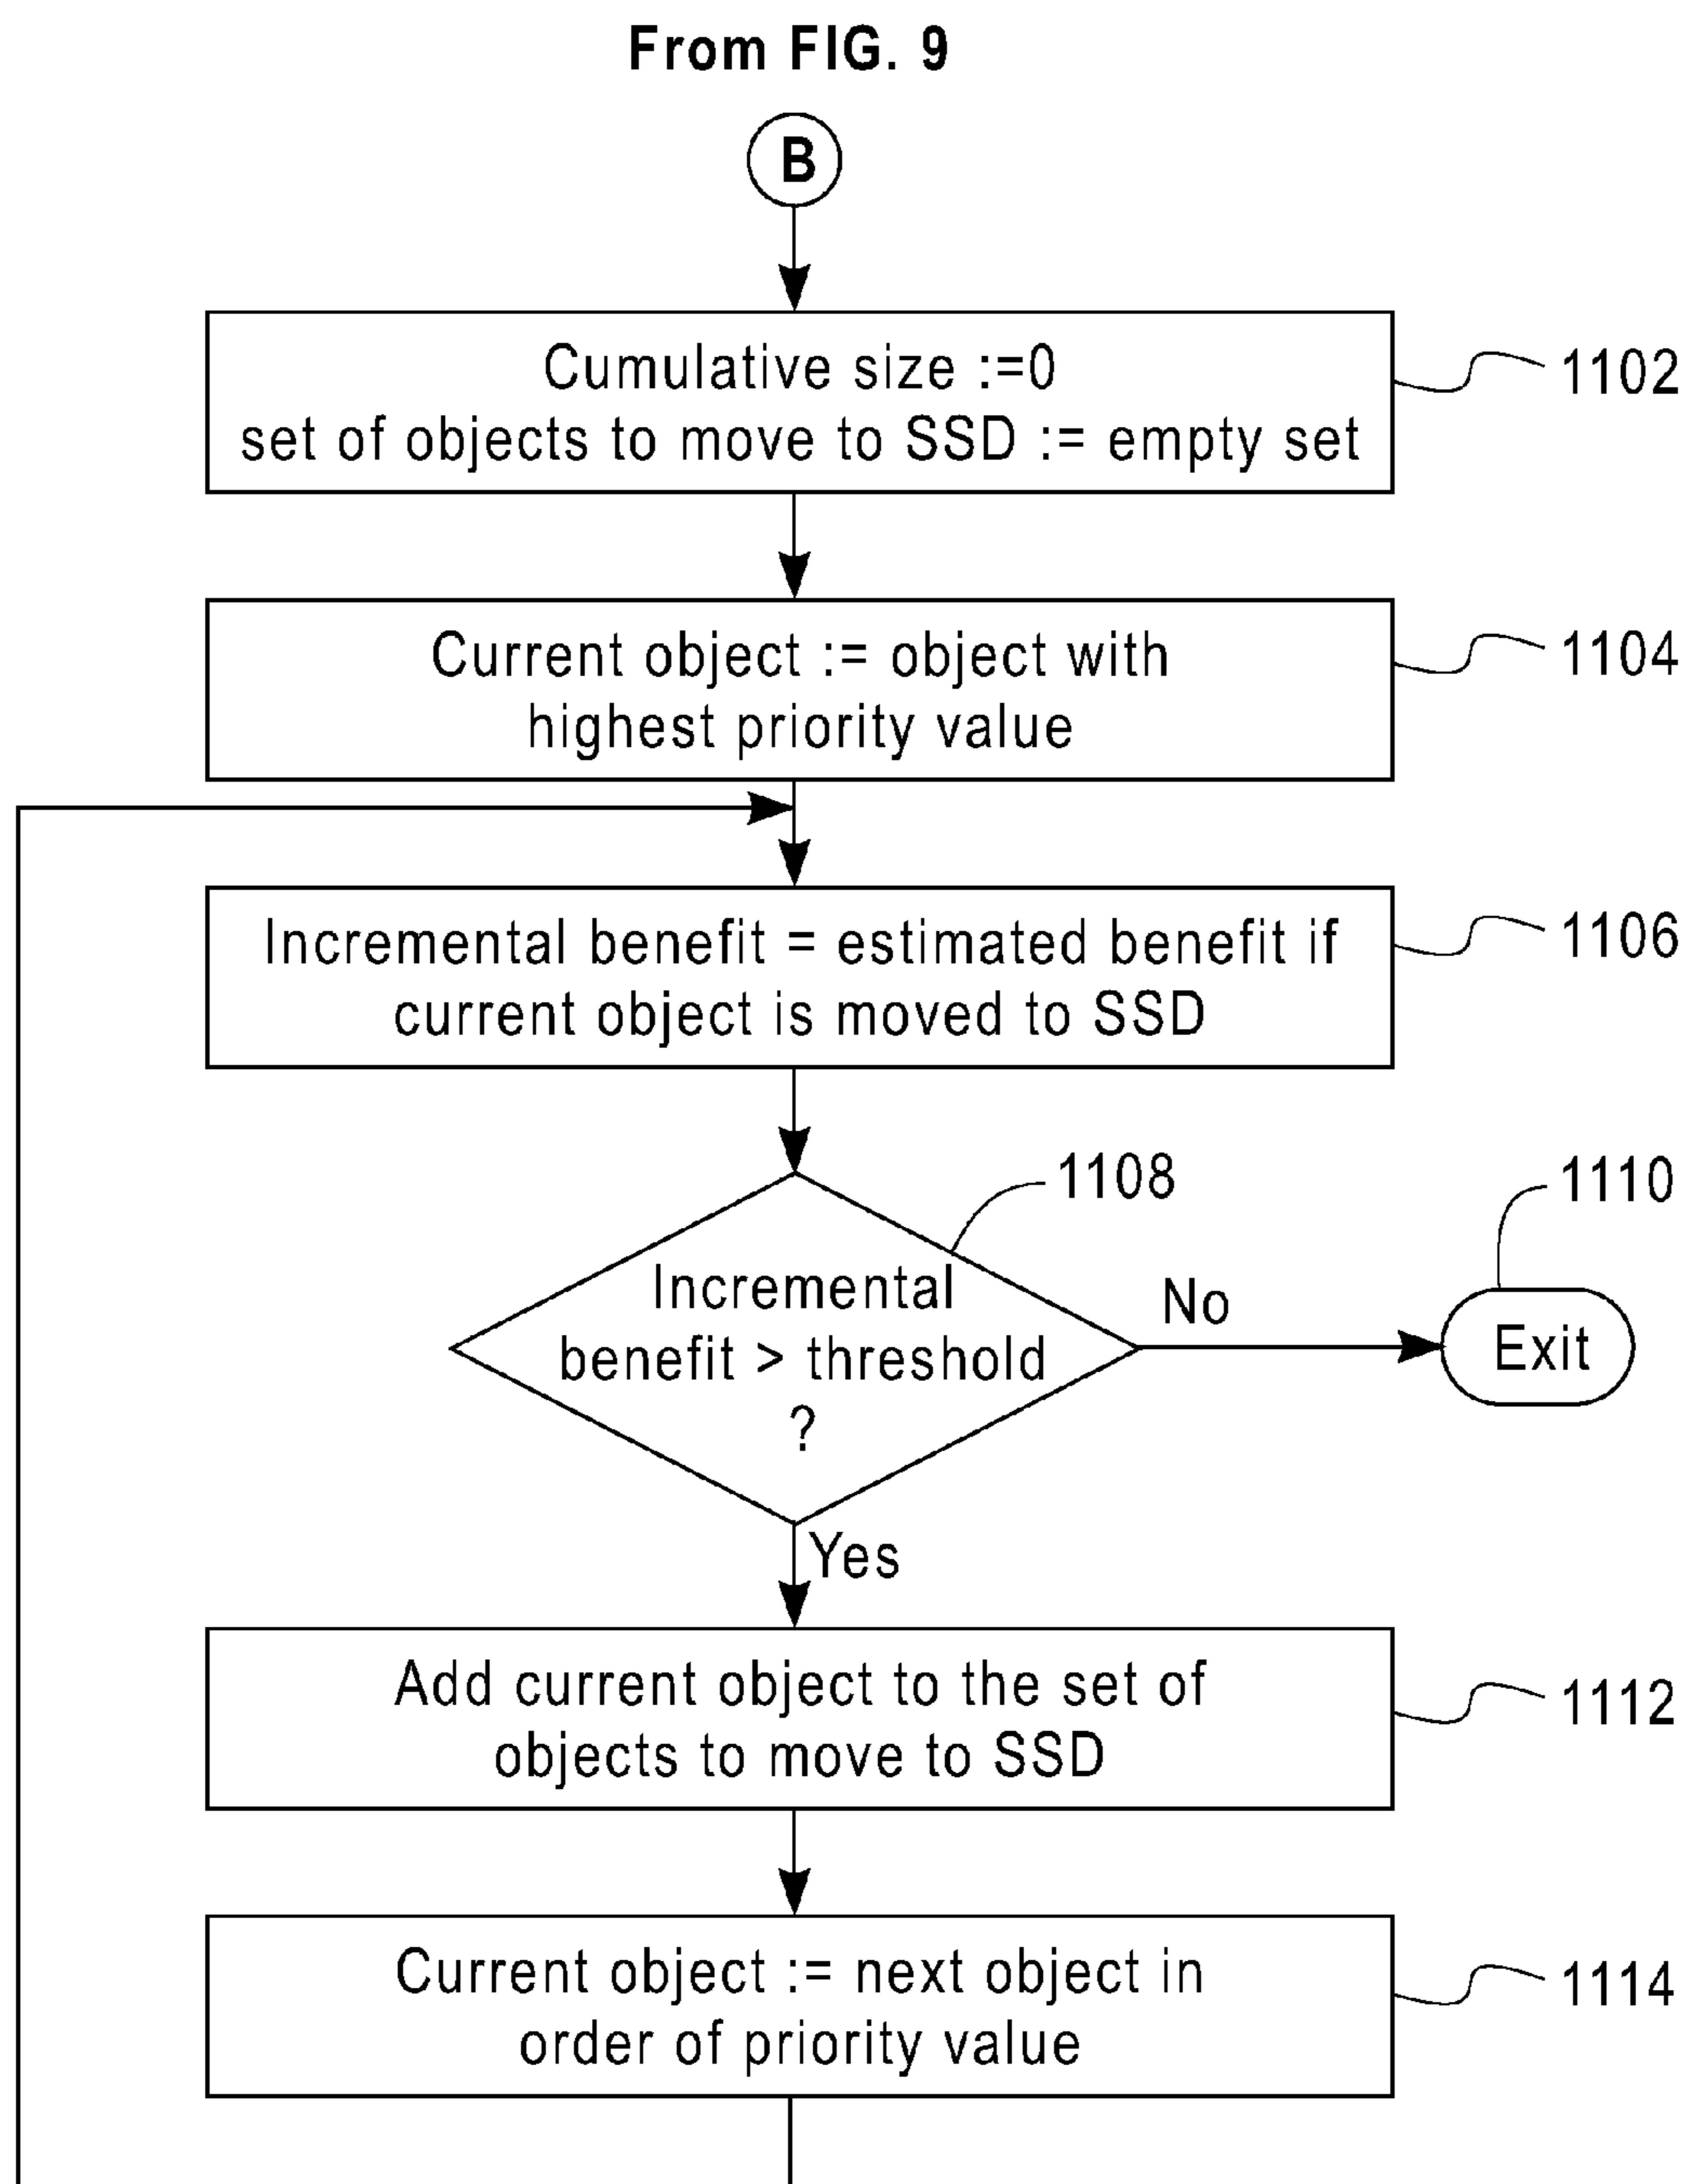 From FIG. 9
B
Cumulative size :=0
set of objects to move to SSD := empty set
1102
Current object := object with
highest priority value
1104
Incremental benefit = estimated benefit if
current object is moved to SSD
1106
1108
1110
Incremental
benefit > threshold
?
No
Exit
Yes
Add current object to the set of
objects to move to SSD
1112
Current object := next object in
order of priority value
1114